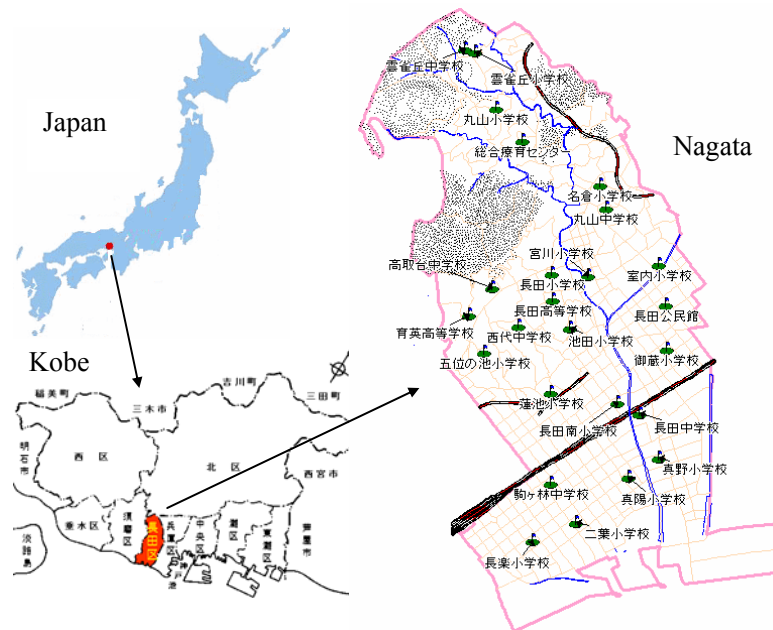 Japan
Kobe
稲美町
三木市
吉川町
三田町
明石市
西区
北区
西宮市
垂水区
須磨区
長田区
兵庫区
中央区
灘区
東灘区
芦屋市
淡路島
神戸港
Nagata
雲雀丘中学校
雲雀丘小学校
丸山小学校
総合療育センター
名倉小学校
丸山中学校
宮川小学校
高取台中学校
長田小学校
室内小学校
長田高等学校
長田公民館
育英高等学校
西代中学校
池田小学校
五位の池小学校
御蔵小学校
蓮池小学校
長田南小学校
長田中学校
真野小学校
駒ヶ林中学校
真陽小学校
二葉小学校
長楽小学校